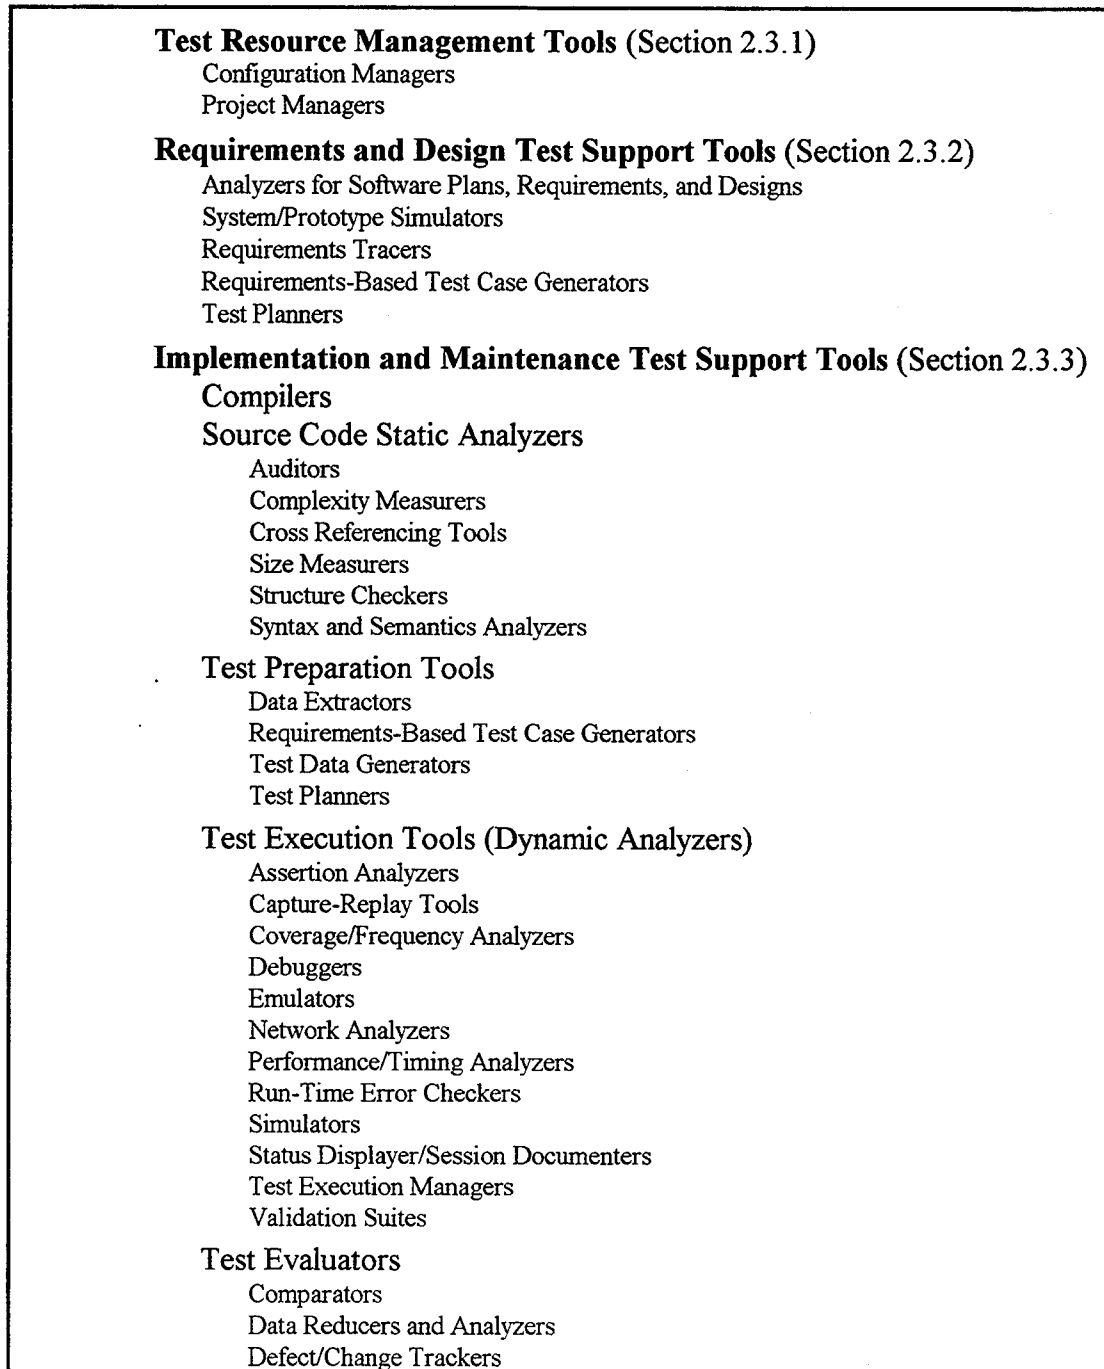 Test Resource Management Tools (Section 2.3.1)
Configuration Managers
Project Managers
Requirements and Design Test Support Tools (Section 2.3.2)
Analyzers for Software Plans, Requirements, and Designs
System/Prototype Simulators
Requirements Tracers
Requirements-Based Test Case Generators
Test Planners
Implementation and Maintenance Test Support Tools (Section 2.3.3)
Compilers
Source Code Static Analyzers
Auditors
Complexity Measurers
Cross Referencing Tools
Size Measurers
Structure Checkers
Syntax and Semantics Analyzers
Test Preparation Tools
Data Extractors
Requirements-Based Test Case Generators
Test Data Generators
Test Planners
Test Execution Tools (Dynamic Analyzers)
Assertion Analyzers
Capture-Replay Tools
Coverage/Frequency Analyzers
Debuggers
Emulators
Network Analyzers
Performance/Timing Analyzers
Run-Time Error Checkers
Simulators
Status Displayer/Session Documenters
Test Execution Managers
Validation Suites
Test Evaluators
Comparators
Data Reducers and Analyzers
Defect/Change Trackers